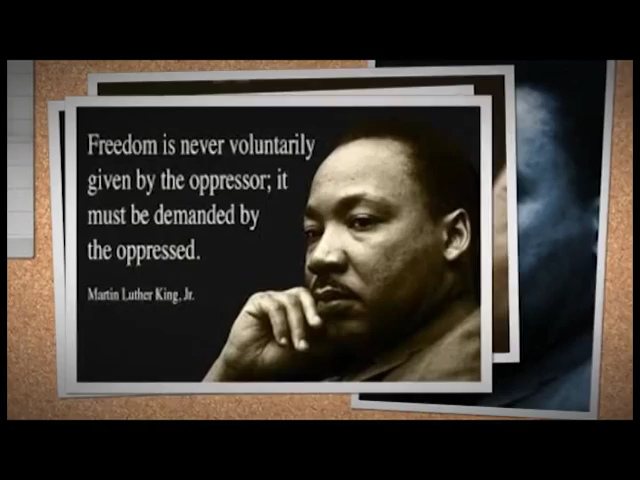 Freedom is never voluntarily
given by the oppressor; it
must be demanded by
the oppressed.
Martin Luther King, Jr.